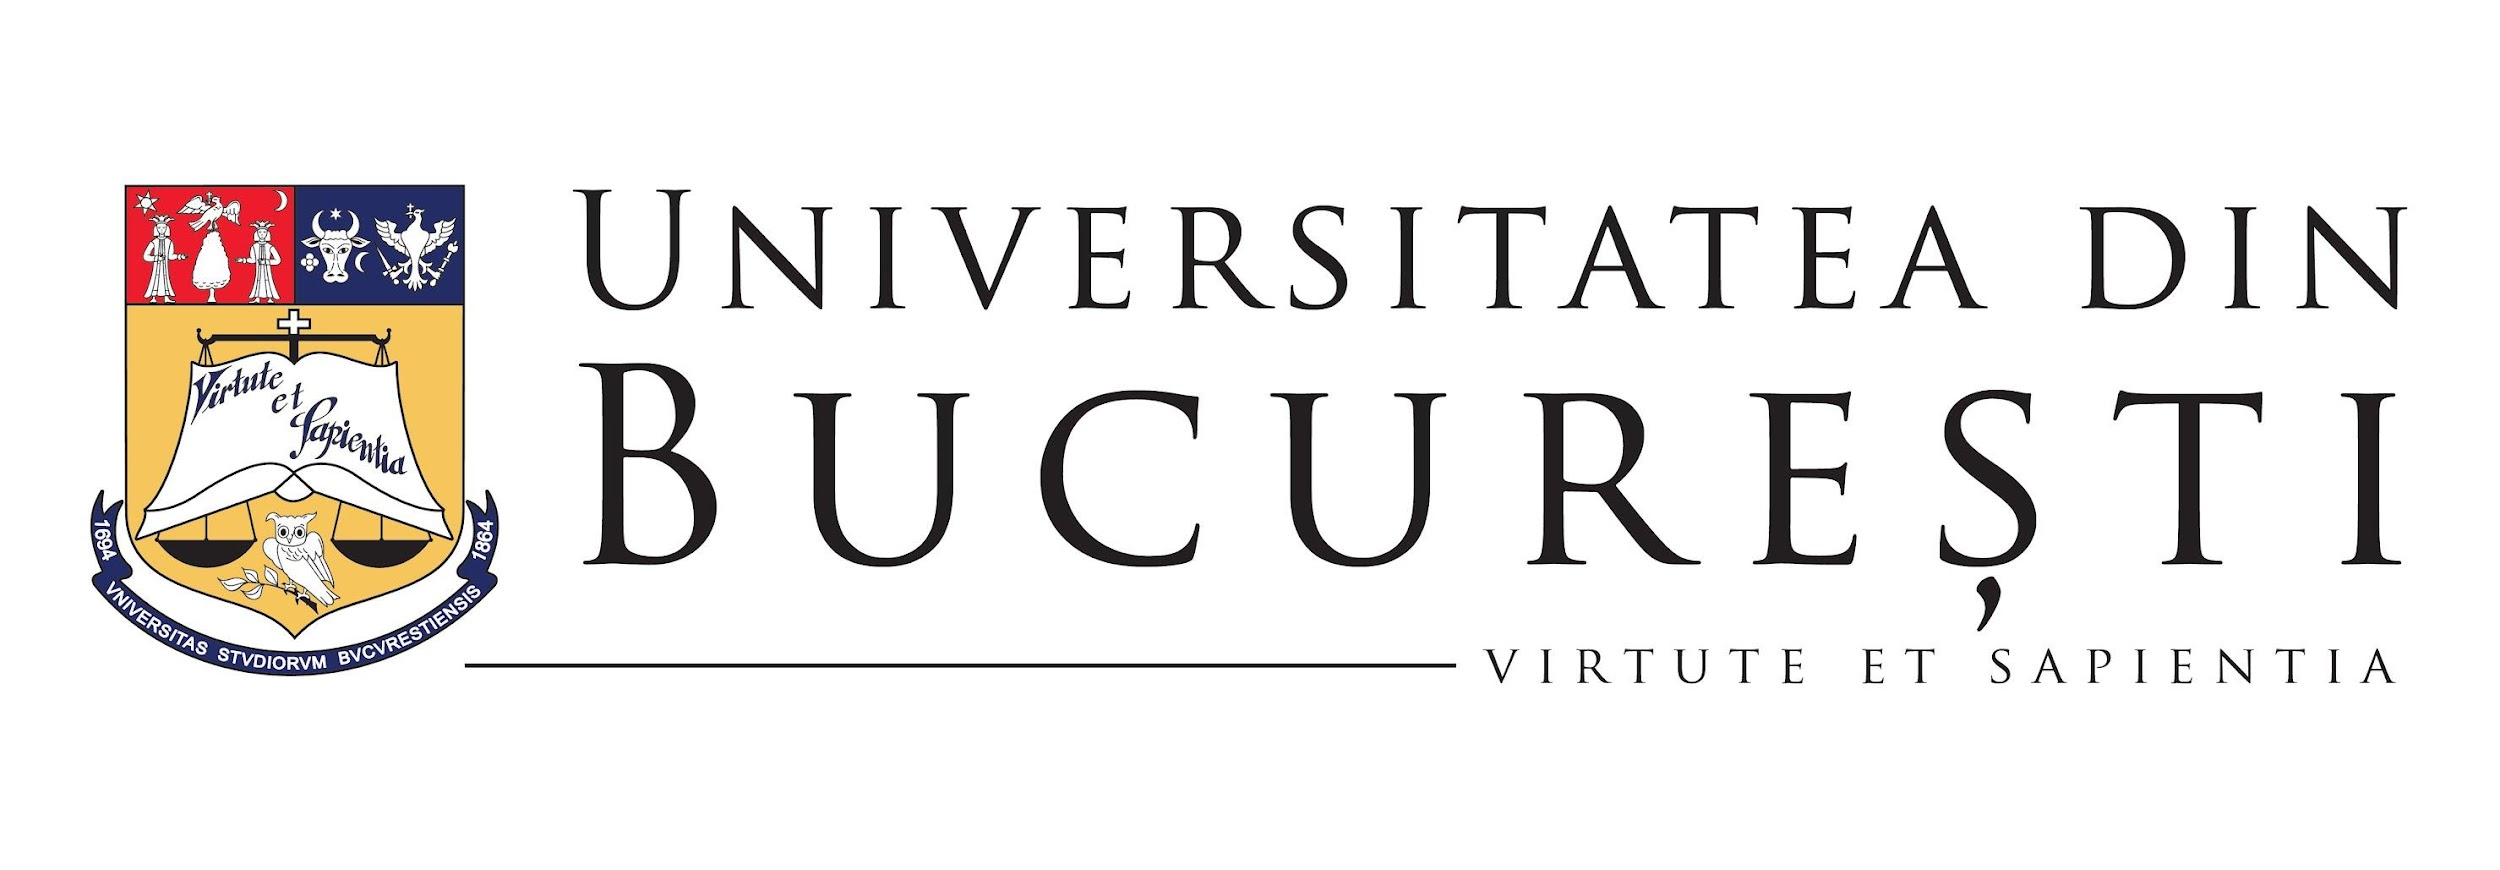 Virtute
et
Sapientia
1694 VNIVERSITAS STVDIORVM BVCVRESTIENSIS 1864
UNIVERSITATEA DIN
BUCUREȘTI
VIRTUTE ET SAPIENTIA